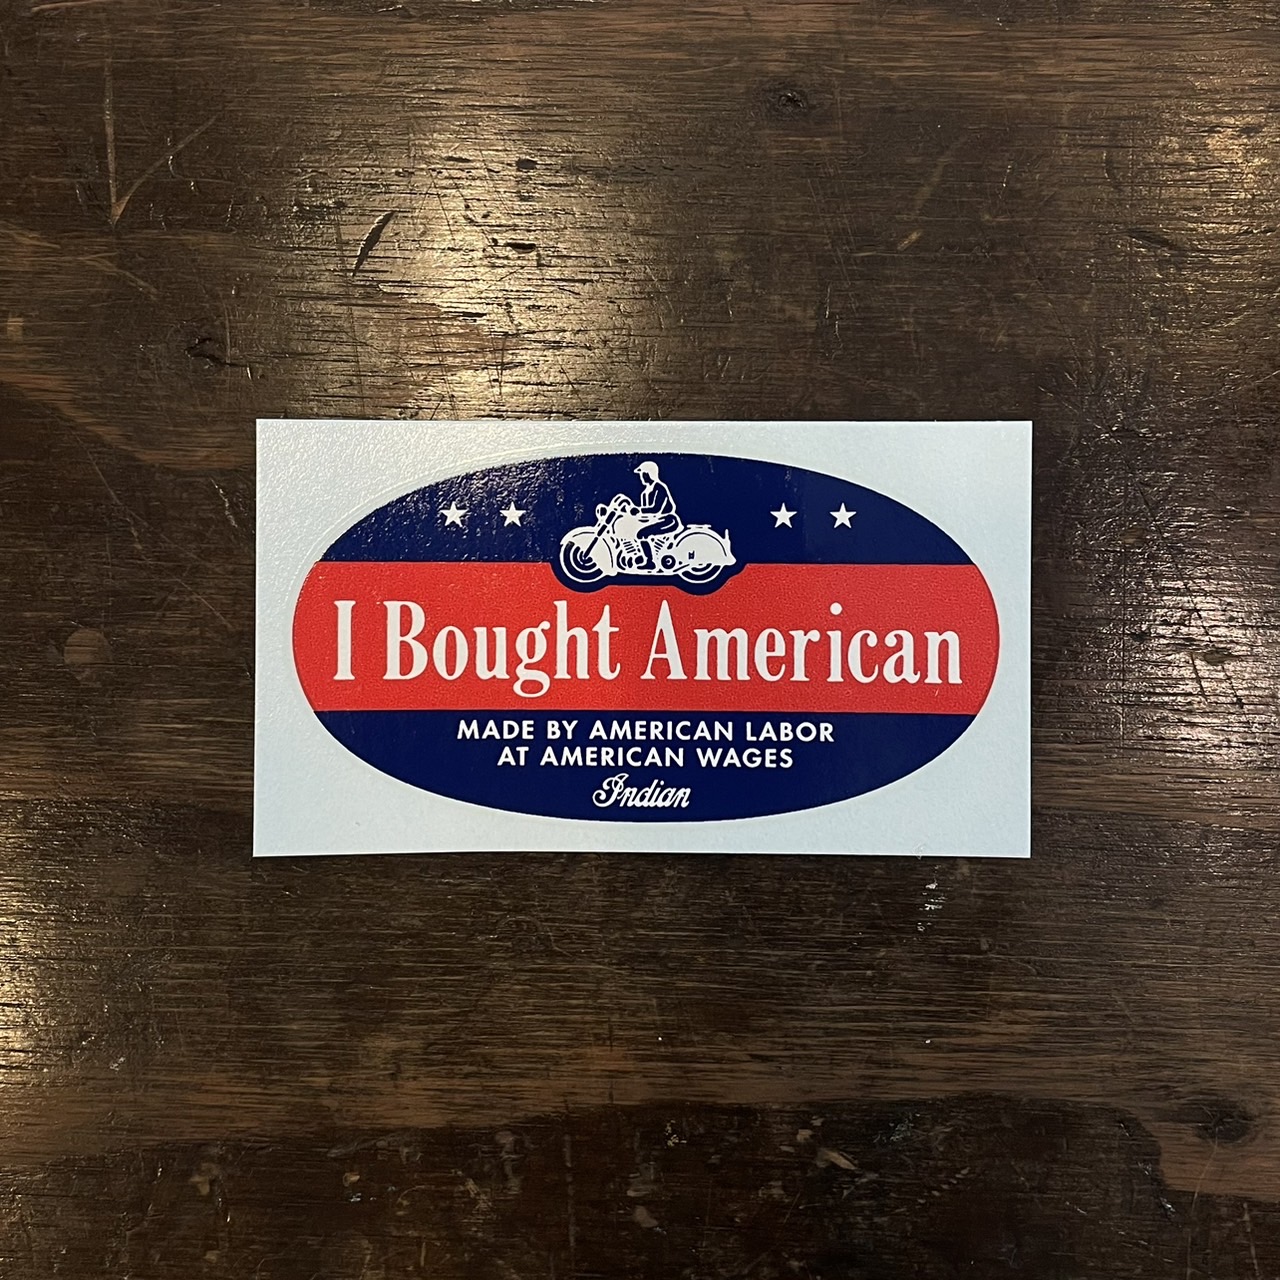 I Bought American
MADE BY AMERICAN LABOR
AT AMERICAN WAGES
Indian